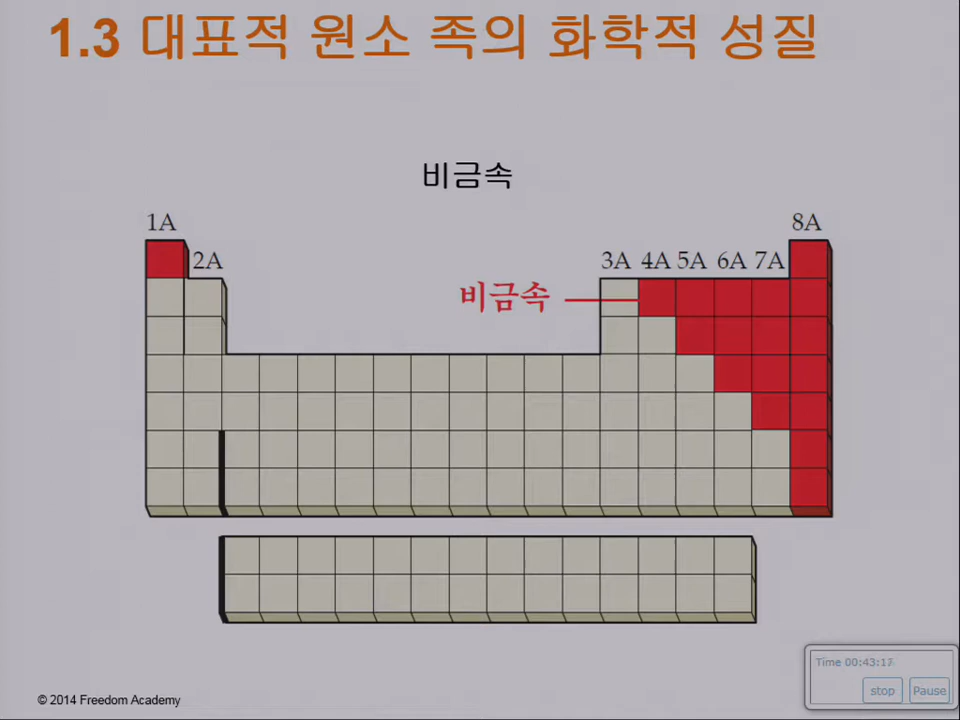 1.3 대표적 원소 족의 화학적 성질
비금속
1A
8A
2A
3A 4A 5A 6A 7A
비금속
Time 00:43:17
stop Pause
© 2014 Freedom Academy